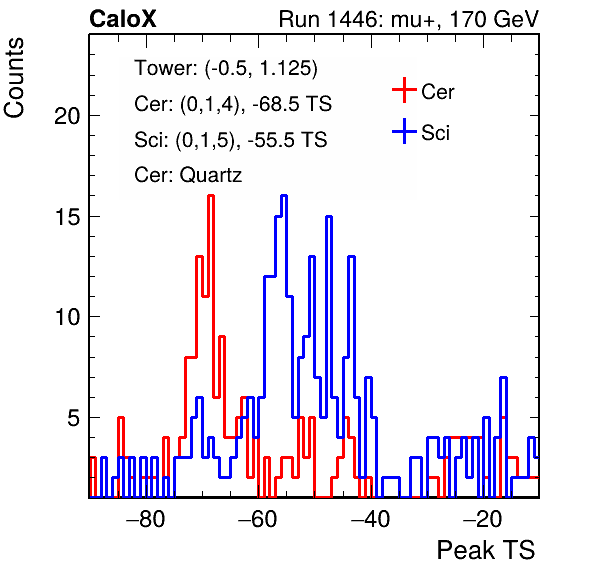 CaloX Run 1446: mu+, 170 GeV
Counts
Tower: (-0.5, 1.125)
Cer: (0,1,4), -68.5 TS
Sci: (0,1,5), -55.5 TS
Cer: Quartz
Cer
Sci
20
15
10
5
−80 −60 −40 −20
Peak TS